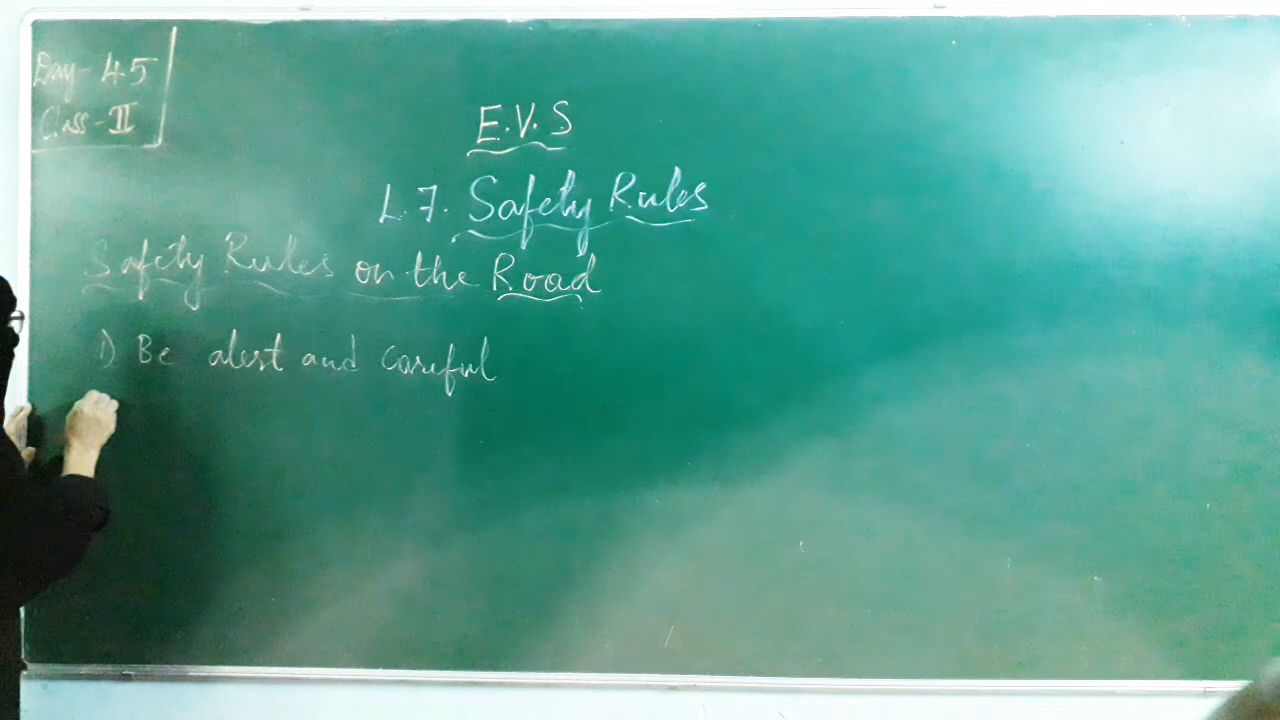 Day-45
Class-II
E.V.S
L.7. Safety Rules
Safety Rules on the Road
1) Be alert and careful